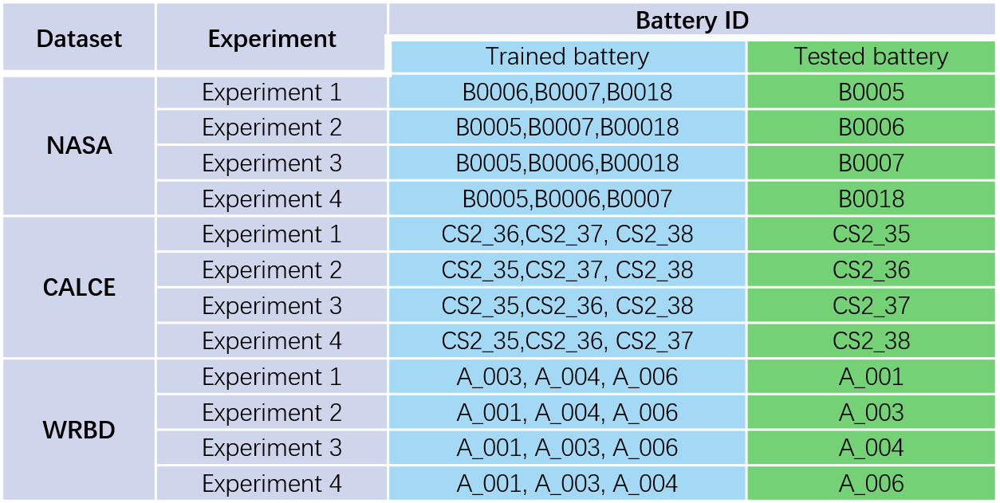 Dataset Experiment Battery ID
Trained battery Tested battery
NASA
Experiment 1 B0006,B0007,B0018 B0005
Experiment 2 B0005,B0007,B00018 B0006
Experiment 3 B0005,B0006,B00018 B0007
Experiment 4 B0005,B0006,B0007 B0018
CALCE
Experiment 1 CS2_36,CS2_37, CS2_38 CS2_35
Experiment 2 CS2_35,CS2_37, CS2_38 CS2_36
Experiment 3 CS2_35,CS2_36, CS2_38 CS2_37
Experiment 4 CS2_35,CS2_36, CS2_37 CS2_38
WRBD
Experiment 1 A_003, A_004, A_006 A_001
Experiment 2 A_001, A_004, A_006 A_003
Experiment 3 A_001, A_003, A_006 A_004
Experiment 4 A_001, A_003, A_004 A_006